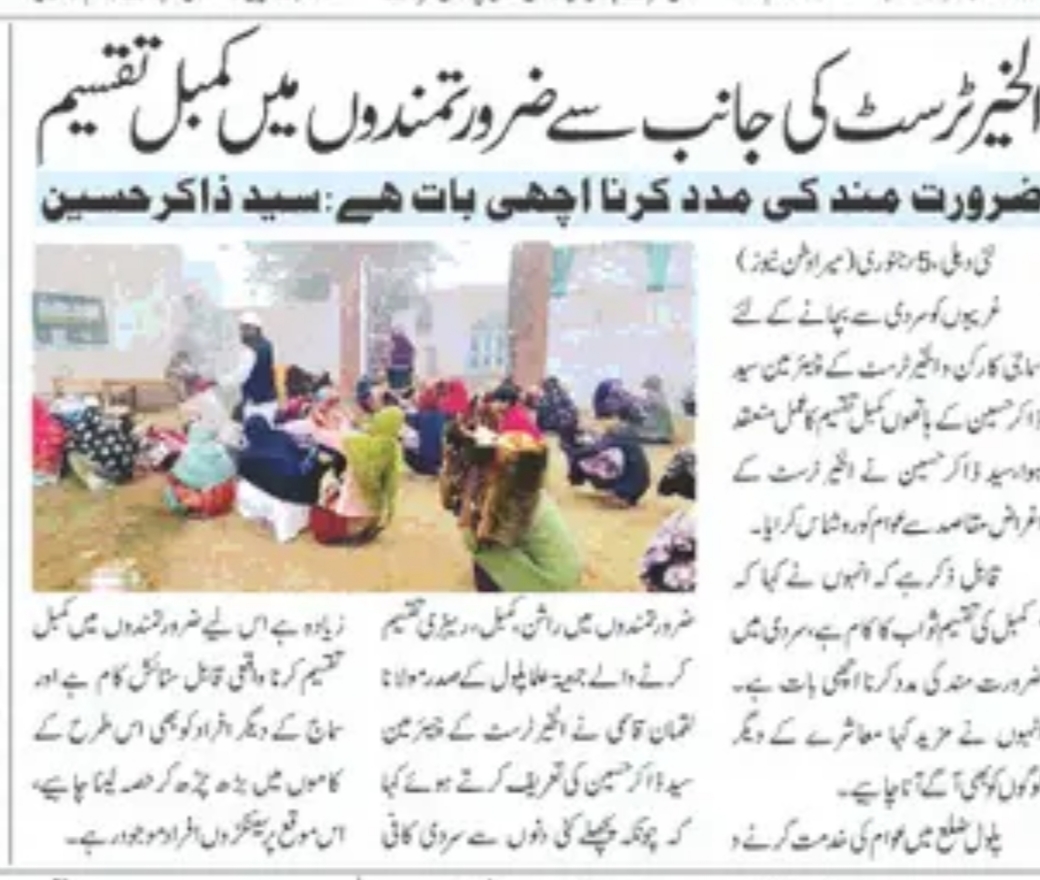 الخیر ٹرسٹ کی جانب سے ضرورتمندوں میں کمبل تقسیم
ضرورت مند کی مدد کرنا اچھی بات ہے: سید ذاکر حسین
نئی دہلی، 5؍جنوری (میرا وطن نیوز)
غریبوں کو سردی سے بچانے کے لئے
سماجی کارکن و الخیر ٹرسٹ کے چیئرمین سید
ذاکر حسین کے ہاتھوں کمبل تقسیم کا عمل منعقد
ہوا، سید ذاکر حسین نے الخیر ٹرسٹ کے
اغراض مقاصد سے عوام کو روشناس کرایا۔
قابل ذکر ہے کہ انہوں نے کہا کہ
کمبل کی تقسیم ثواب کا کام ہے، سردی میں
ضرورت مند کی مدد کرنا اچھی بات ہے۔
انہوں نے مزید کہا معاشرے کے دیگر
لوگوں کو بھی آگے آنا چاہیے۔
پلول ضلع میں عوام کی خدمت کرنے و
ضرورتمندوں میں راشن، کمبل، ریزری تقسیم
کرنے والے جمیۃ علما پلول کے صدر مولانا
لقمان قاسمی نے الخیر ٹرسٹ کے چیئرمین
سید ذاکر حسین کی تعریف کرتے ہوئے کہا
کہ چونکہ پچھلے کئی دنوں سے سردی کافی
زیادہ ہے اس لیے ضرورتمندوں میں کمبل
تقسیم کرنا واقعی قابل ستائش کام ہے اور
سماج کے دیگر افراد کو بھی اس طرح کے
کاموں میں بڑھ چڑھ کر حصہ لینا چاہیے،
اس موقع پر سینکڑوں افراد موجود رہے۔